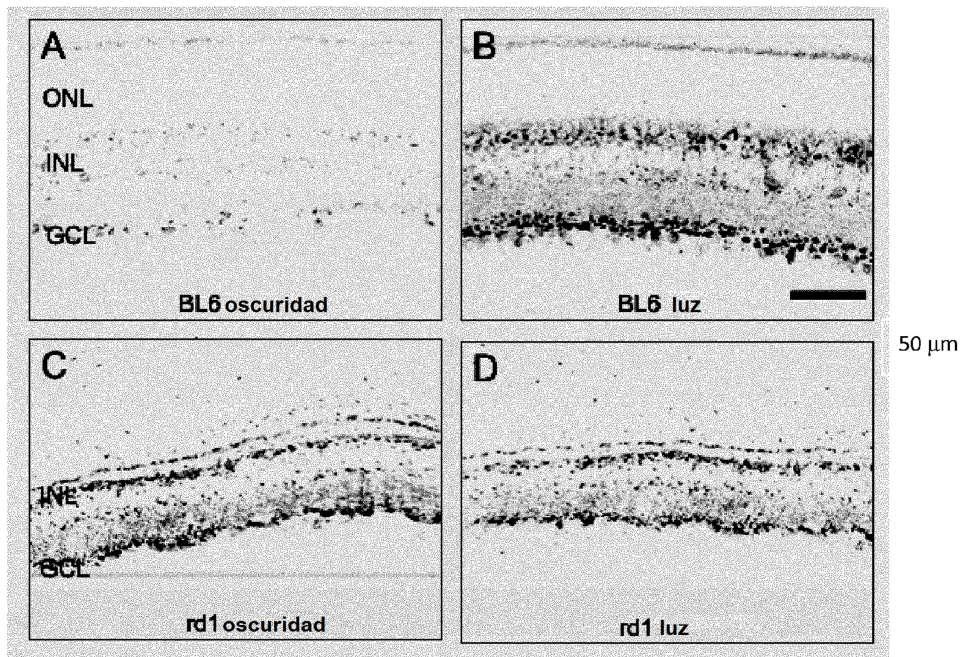 A
ONL
INL
GCL
BL6 oscuridad
B
BL6 luz
50 μm
C
INL
GCL
rd1 oscuridad
D
rd1 luz